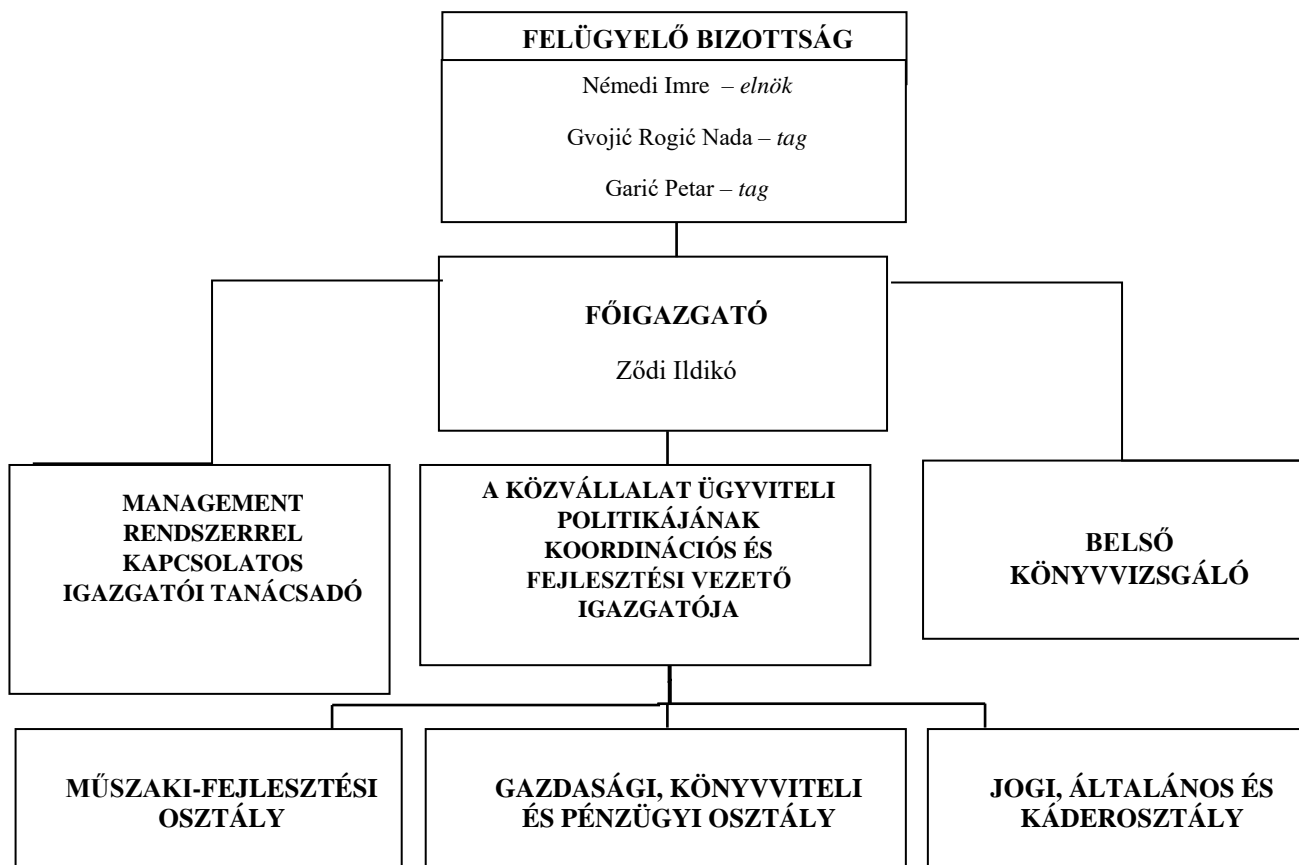 FELÜGYELŐ BIZOTTSÁG
Némedi Imre – elnök
Gvojić Rogić Nada – tag
Garić Petar – tag
FŐIGAZGATÓ
Ződi Ildikó
MANAGEMENT
RENDSZERREL
KAPCSOLATOS
IGAZGATÓI TANÁCSADÓ
A KÖZVÁLLALAT ÜGYVITELI
POLITIKÁJÁNAK
KOORDINÁCIÓS ÉS
FEJLESZTÉSI VEZETŐ
IGAZGATÓJA
BELSŐ
KÖNYVVIZSGÁLÓ
MŰSZAKI-FEJLESZTÉSI
OSZTÁLY
GAZDASÁGI, KÖNYVVITELI
ÉS PÉNZÜGYI OSZTÁLY
JOGI, ÁLTALÁNOS ÉS
KÁDEROSZTÁLY